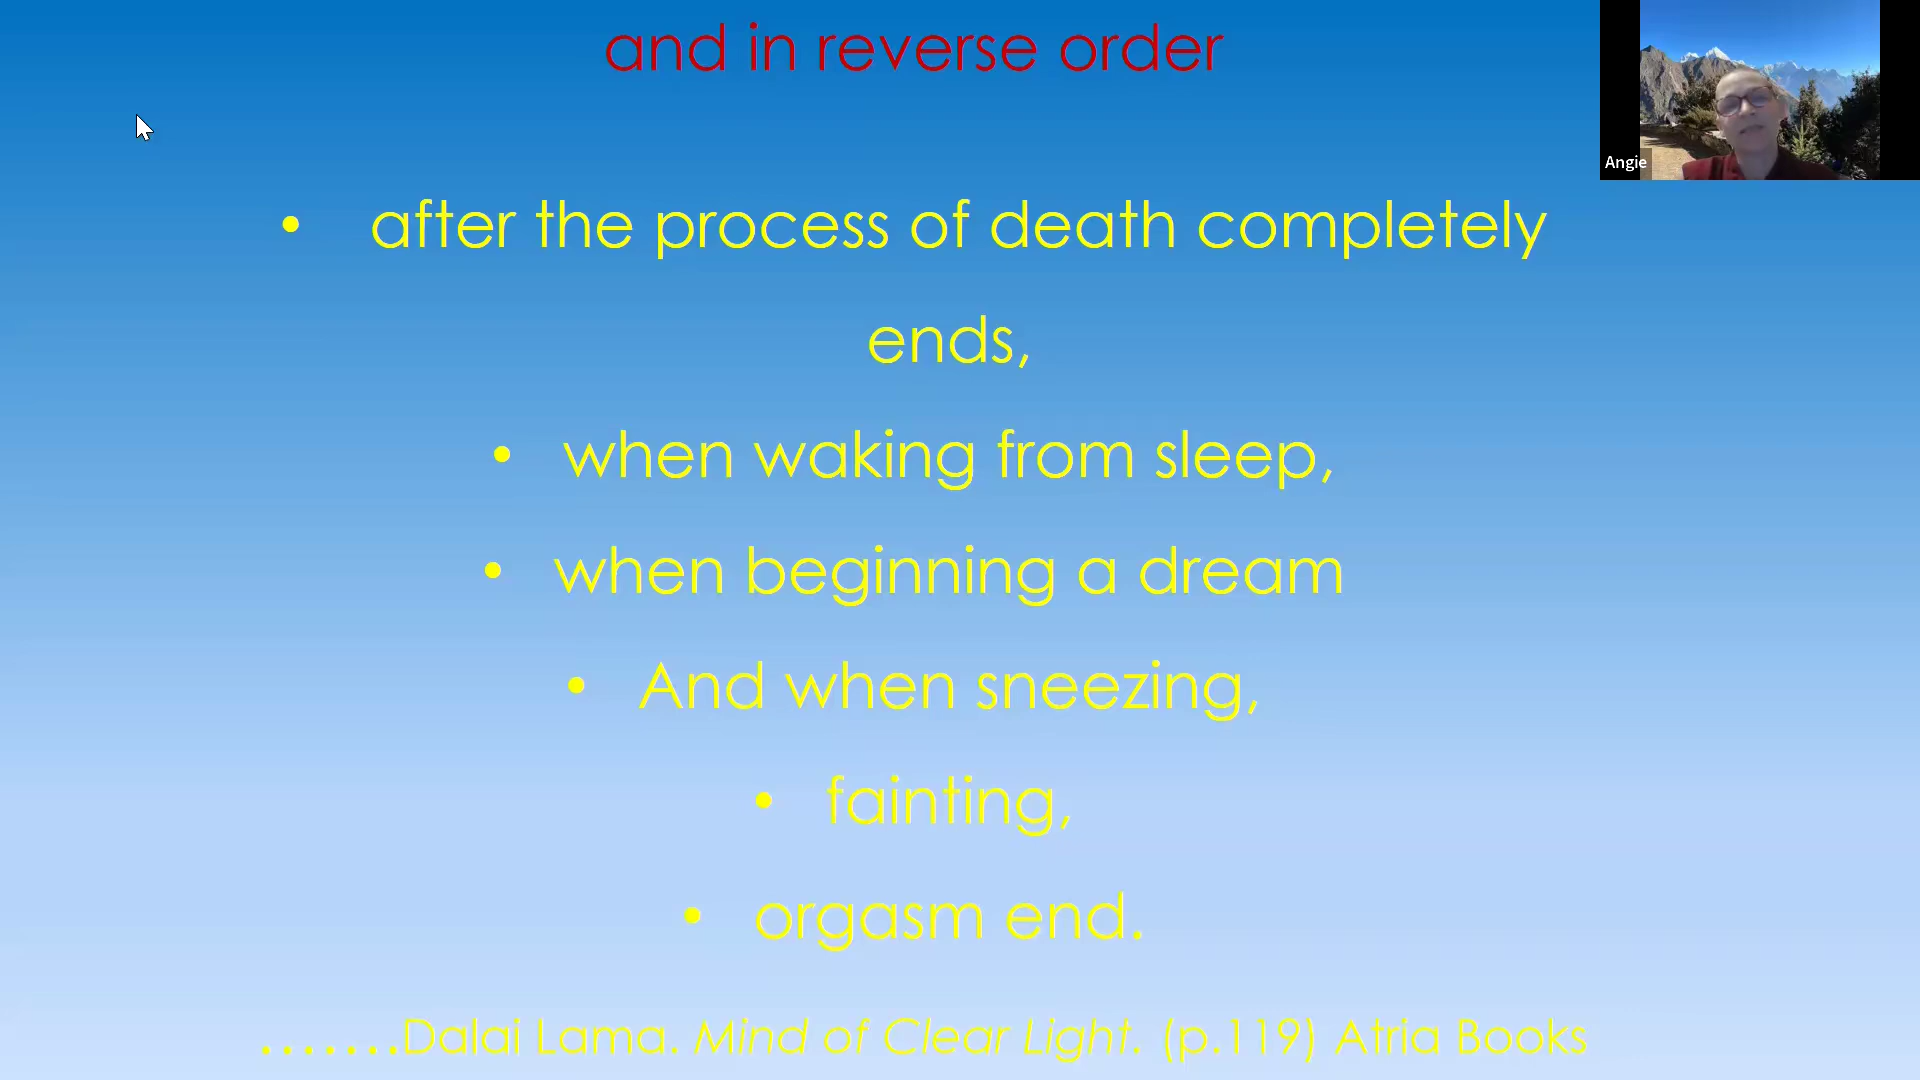 and in reverse order
Angie
• after the process of death completely
ends,
• when waking from sleep,
• when beginning a dream
• And when sneezing,
• fainting,
• orgasm end.
.......Dalai Lama. Mind of Clear Light. (p.119) Atria Books